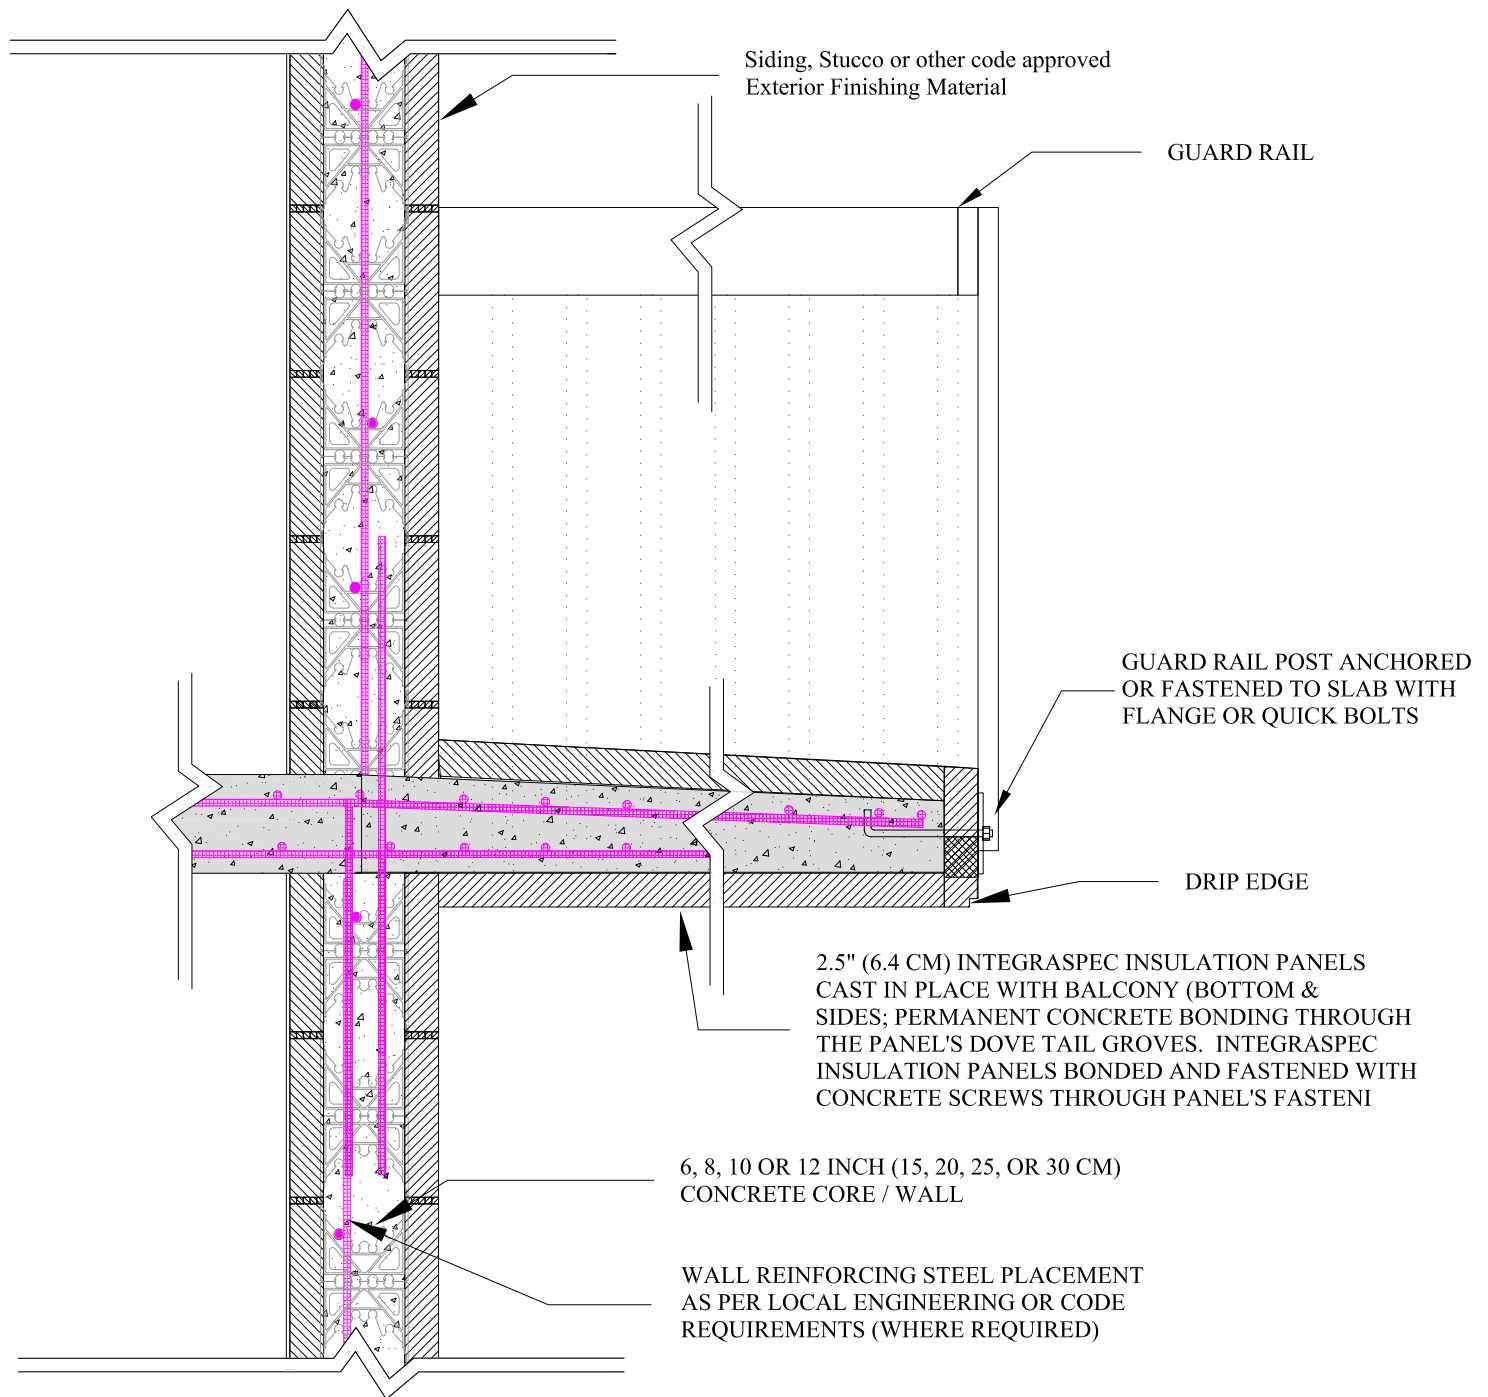 Siding, Stucco or other code approved
Exterior Finishing Material
GUARD RAIL
GUARD RAIL POST ANCHORED
OR FASTENED TO SLAB WITH
FLANGE OR QUICK BOLTS
DRIP EDGE
2.5" (6.4 CM) INTEGRASPEC INSULATION PANELS
CAST IN PLACE WITH BALCONY (BOTTOM &
SIDES; PERMANENT CONCRETE BONDING THROUGH
THE PANEL'S DOVE TAIL GROVES. INTEGRASPEC
INSULATION PANELS BONDED AND FASTENED WITH
CONCRETE SCREWS THROUGH PANEL'S FASTENI
6, 8, 10 OR 12 INCH (15, 20, 25, OR 30 CM)
CONCRETE CORE / WALL
WALL REINFORCING STEEL PLACEMENT
AS PER LOCAL ENGINEERING OR CODE
REQUIREMENTS (WHERE REQUIRED)